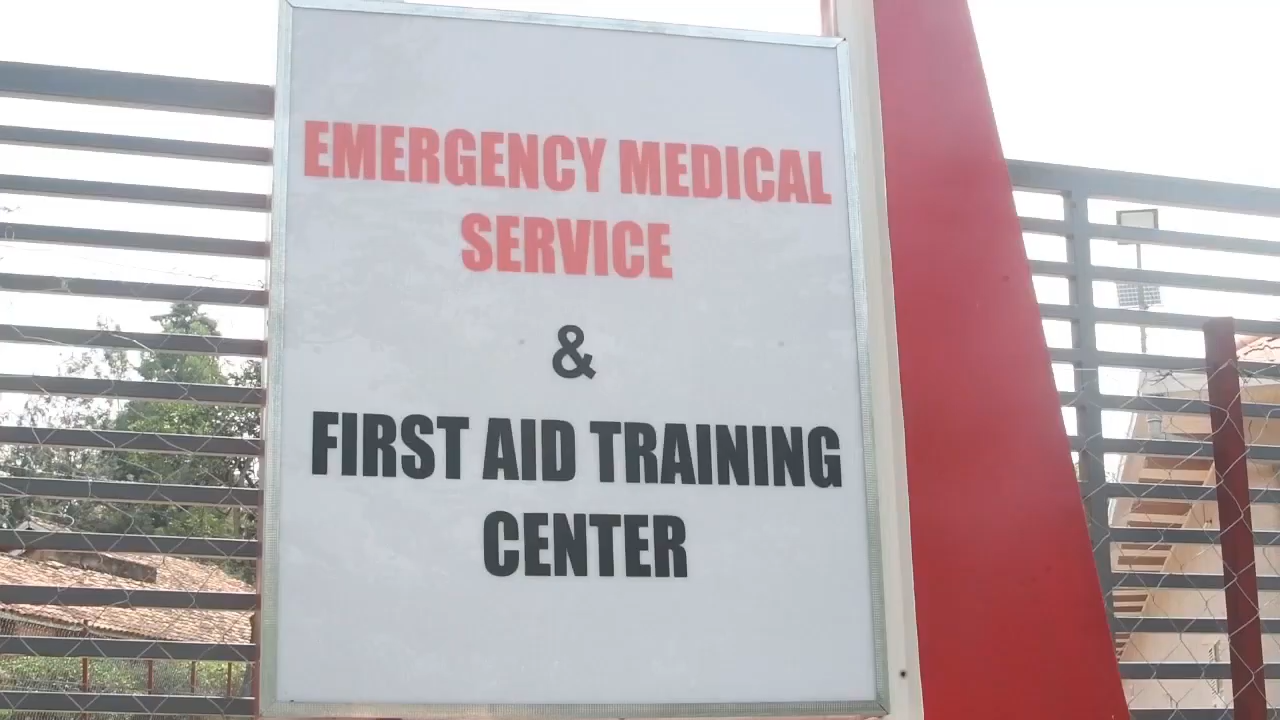 EMERGENCY MEDICAL
SERVICE
&
FIRST AID TRAINING
CENTER